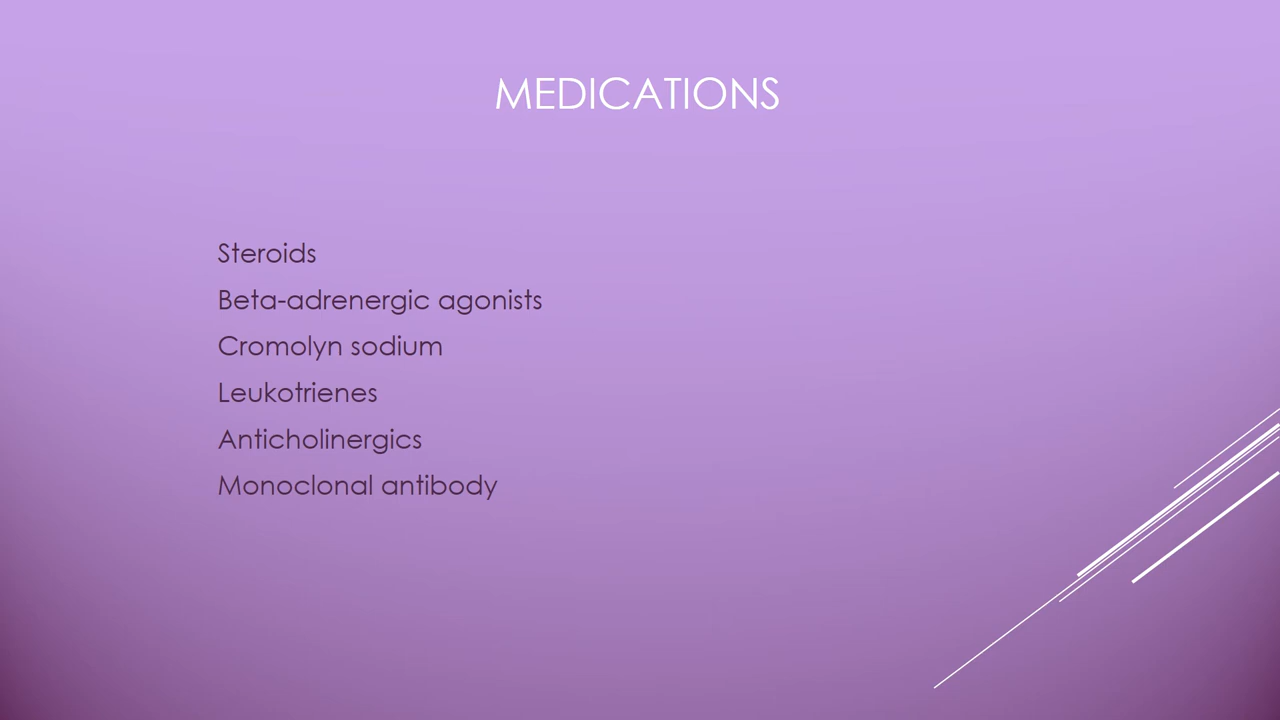 MEDICATIONS
Steroids
Beta-adrenergic agonists
Cromolyn sodium
Leukotrienes
Anticholinergics
Monoclonal antibody